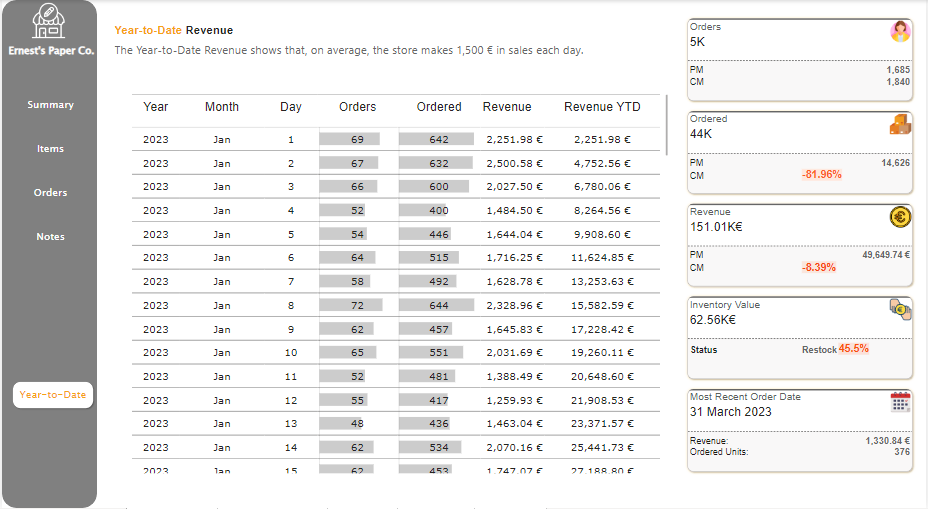 Ernest's Paper Co.
Summary
Items
Orders
Notes
Year-to-Date
Year-to-Date Revenue
The Year-to-Date Revenue shows that, on average, the store makes 1,500 € in sales each day.
Year Month Day Orders Ordered Revenue Revenue YTD
2023 Jan 1 69 642 2,251.98 € 2,251.98 €
2023 Jan 2 67 632 2,500.58 € 4,752.56 €
2023 Jan 3 66 600 2,027.50 € 6,780.06 €
2023 Jan 4 52 400 1,484.50 € 8,264.56 €
2023 Jan 5 54 446 1,644.04 € 9,908.60 €
2023 Jan 6 64 515 1,716.25 € 11,624.85 €
2023 Jan 7 58 492 1,628.78 € 13,253.63 €
2023 Jan 8 72 644 2,328.96 € 15,582.59 €
2023 Jan 9 62 457 1,645.83 € 17,228.42 €
2023 Jan 10 65 551 2,031.69 € 19,260.11 €
2023 Jan 11 52 481 1,388.49 € 20,648.60 €
2023 Jan 12 55 417 1,259.93 € 21,908.53 €
2023 Jan 13 48 436 1,463.04 € 23,371.57 €
2023 Jan 14 62 534 2,070.16 € 25,441.73 €
2023 Jan 15 62 453 1,747.07 € 27,188.80 €
Orders
5K
PM 1,685
CM 1,840
Ordered
44K
PM 14,626
CM -81.96%
Revenue
151.01K€
PM 49,649.74 €
CM -8.39%
Inventory Value
62.56K€
Status Restock 45.5%
Most Recent Order Date
31 March 2023
Revenue: 1,330.84 €
Ordered Units: 376